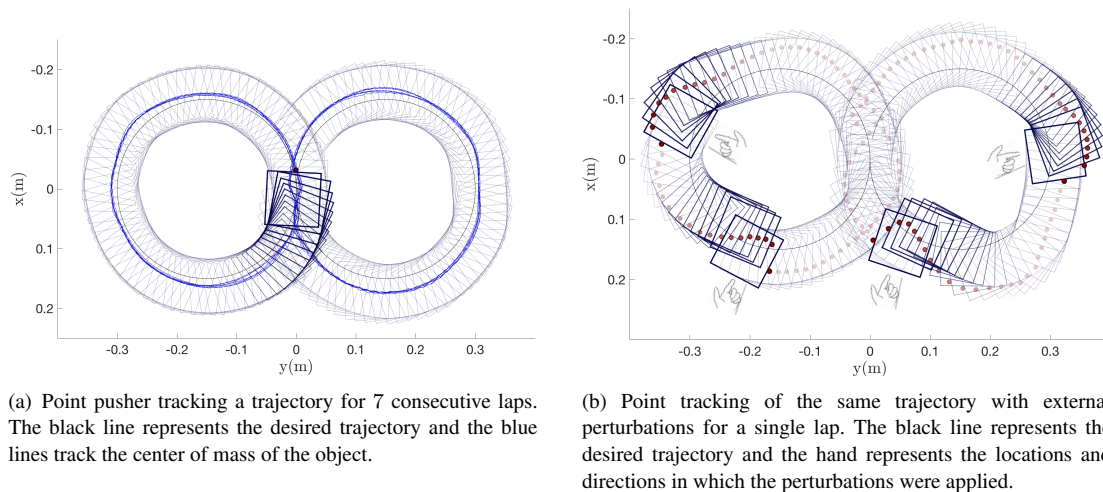 -0.2
-0.1
0
0.1
0.2
x(m)
-0.3 -0.2 -0.1 0 0.1 0.2 0.3
y(m)
-0.2
-0.1
0
0.1
0.2
x(m)
-0.3 -0.2 -0.1 0 0.1 0.2 0.3
y(m)
(a) Point pusher tracking a trajectory for 7 consecutive laps.
The black line represents the desired trajectory and the blue
lines track the center of mass of the object.
(b) Point tracking of the same trajectory with externa
perturbations for a single lap. The black line represents th
desired trajectory and the hand represents the locations an
directions in which the perturbations were applied.